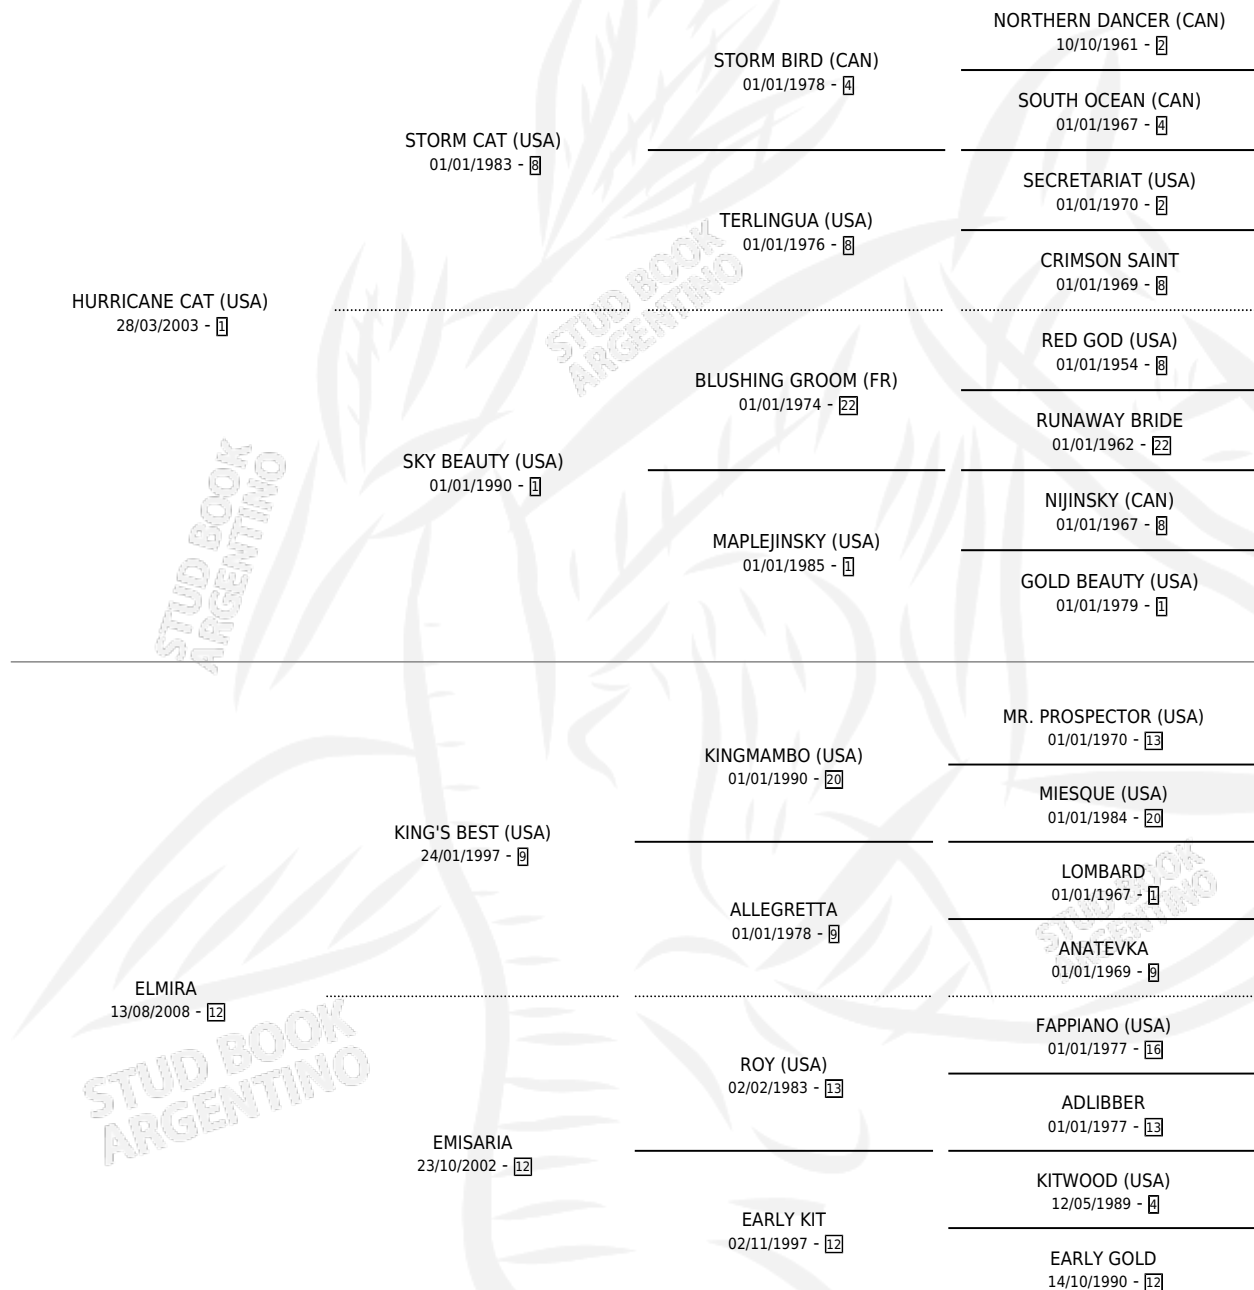 NORTHERN DANCER (CAN)
10/10/1961 - 2
STORM BIRD (CAN)
01/01/1978 - 4
SOUTH OCEAN (CAN)
01/01/1967 - 4
STORM CAT (USA)
01/01/1983 - 8
SECRETARIAT (USA)
01/01/1970 - 2
TERLINGUA (USA)
01/01/1976 - 8
CRIMSON SAINT
01/01/1969 - 8
HURRICANE CAT (USA)
28/03/2003 - 1
RED GOD (USA)
01/01/1954 - 8
BLUSHING GROOM (FR)
01/01/1974 - 22
RUNAWAY BRIDE
01/01/1962 - 22
SKY BEAUTY (USA)
01/01/1990 - 1
NIJINSKY (CAN)
01/01/1967 - 8
MAPLEJINSKY (USA)
01/01/1985 - 1
GOLD BEAUTY (USA)
01/01/1979 - 1
MR. PROSPECTOR (USA)
01/01/1970 - 13
KINGMAMBO (USA)
01/01/1990 - 20
MIESQUE (USA)
01/01/1984 - 20
KING'S BEST (USA)
24/01/1997 - 9
LOMBARD
01/01/1967 - 1
ALLEGRETTA
01/01/1978 - 9
ANATEVKA
01/01/1969 - 9
ELMIRA
13/08/2008 - 12
FAPPIANO (USA)
01/01/1977 - 16
ROY (USA)
02/02/1983 - 13
ADLIBBER
01/01/1977 - 13
EMISARIA
23/10/2002 - 12
KITWOOD (USA)
12/05/1989 - 4
EARLY KIT
02/11/1997 - 12
EARLY GOLD
14/10/1990 - 12
STUD BOOK
ARGENTINO
STUD BOOK
ARGENTINO
STUD BOOK
ARGENTINO
STUD BOOK
ARGENTINO